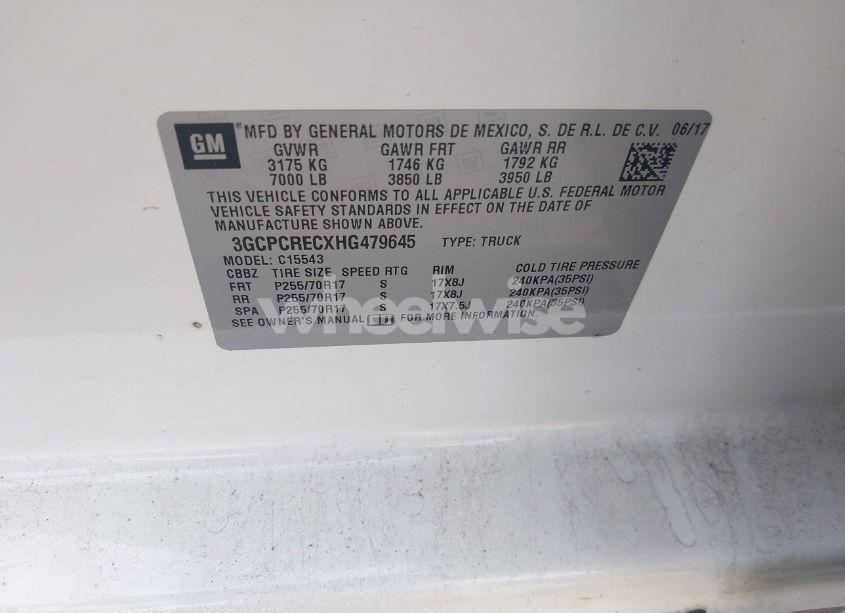 GM
MFD BY GENERAL MOTORS DE MEXICO, S. DE R.L. DE C.V. 06/17
GVWR GAWR FRT GAWR RR
3175 KG 1746 KG 1792 KG
7000 LB 3850 LB 3950 LB
THIS VEHICLE CONFORMS TO ALL APPLICABLE U.S. FEDERAL MOTOR
VEHICLE SAFETY STANDARDS IN EFFECT ON THE DATE OF
MANUFACTURE SHOWN ABOVE.
3GCPCRECXHG479645 TYPE: TRUCK
MODEL: C15543
CBBZ TIRE SIZE SPEED RTG RIM COLD TIRE PRESSURE
FRT P255/70R17 S 17X8J 240KPA(35PSI)
RR P255/70R17 S 17X8J 240KPA(35PSI)
SPA P255/70R17 S 17X7.5J 240KPA(35PSI)
SEE OWNER'S MANUAL FOR MORE INFORMATION.
wheelwise